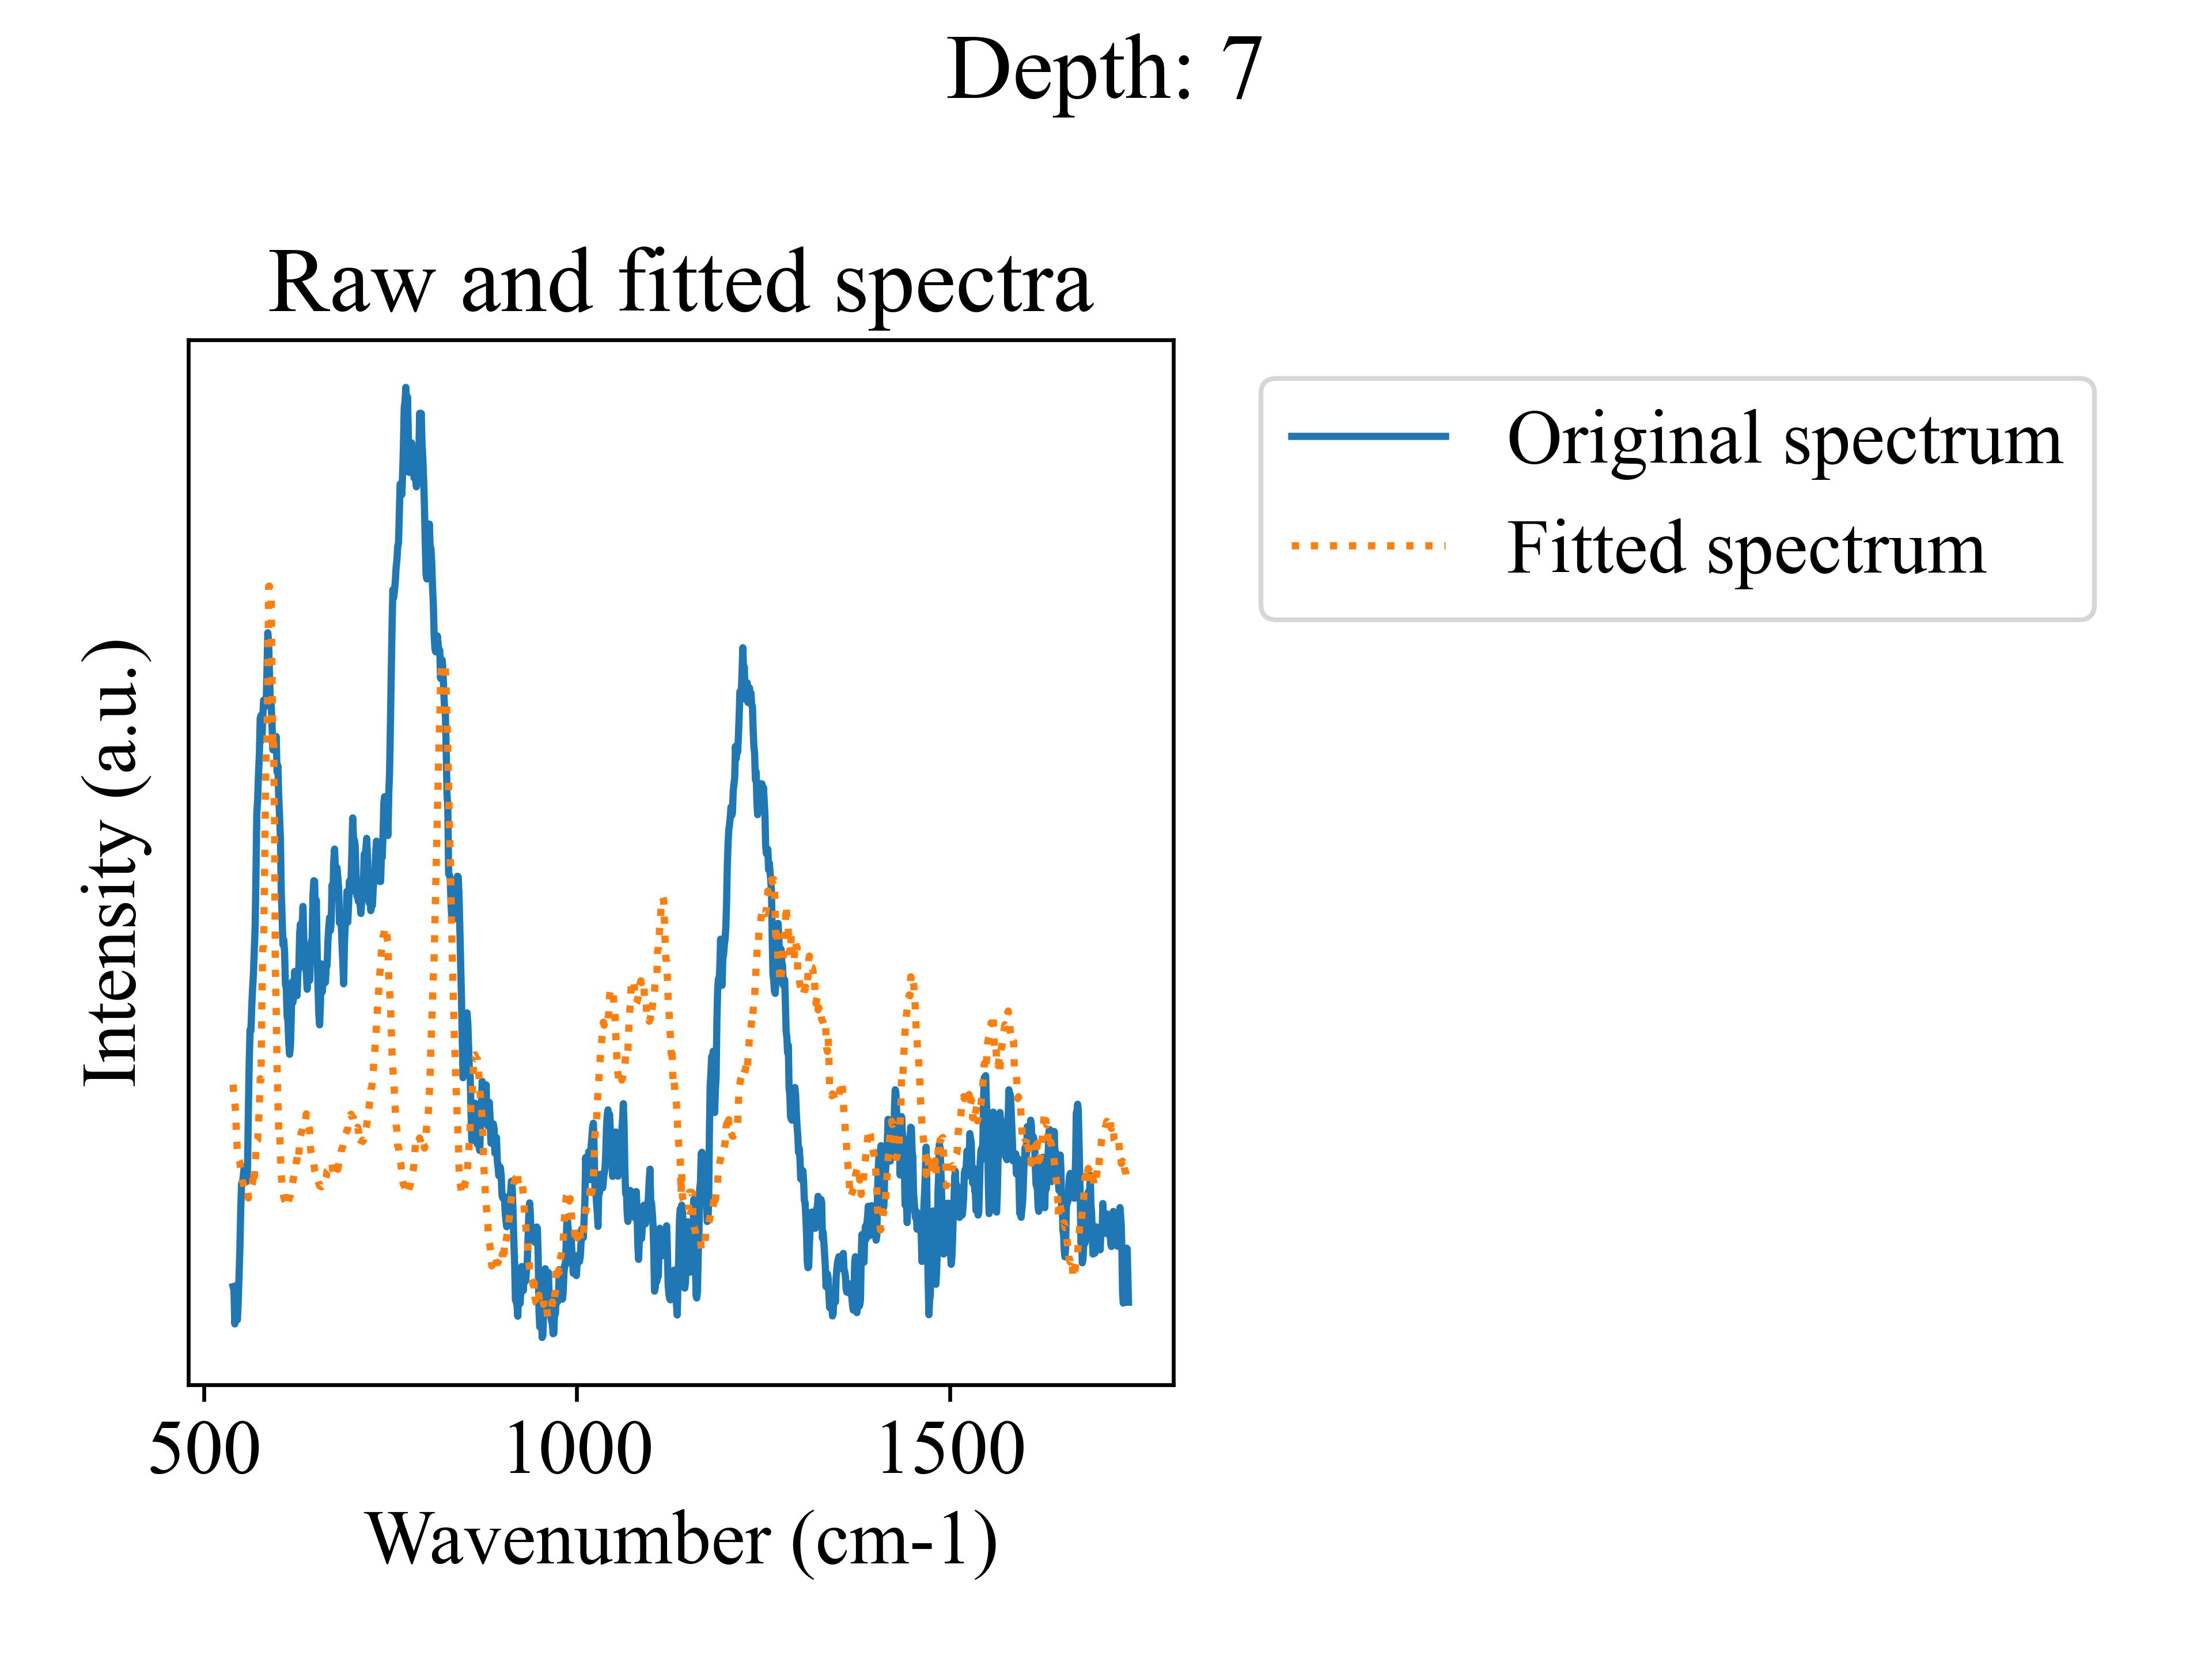 Depth: 7
Raw and fitted spectra
Original spectrum
Fitted spectrum
Intensity (a.u.)
500 1000 1500
Wavenumber (cm-1)